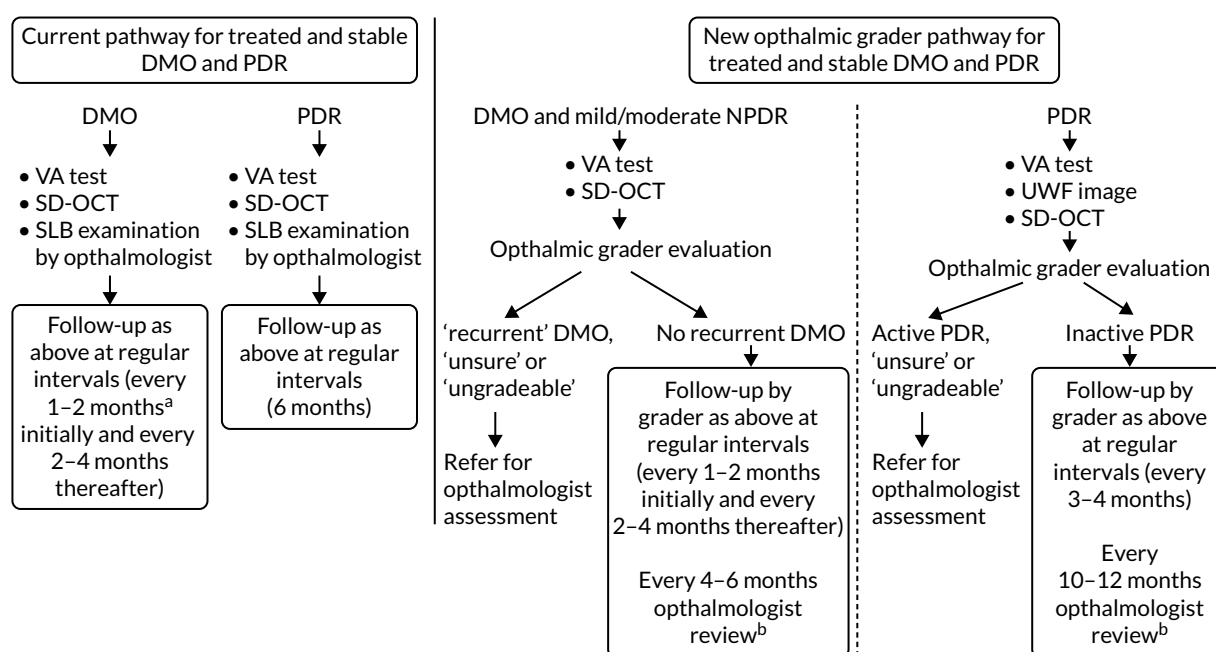 Current pathway for treated and stable
DMO and PDR
DMO
• VA test
• SD-OCT
• SLB examination
by opthalmologist
Follow-up as
above at regular
intervals (every
1–2 monthsᵃ
initially and every
2–4 months
thereafter)
PDR
• VA test
• SD-OCT
• SLB examination
by opthalmologist
Follow-up as
above at regular
intervals
(6 months)
New opthalmic grader pathway for
treated and stable DMO and PDR
DMO and mild/moderate NPDR
• VA test
• SD-OCT
Opthalmic grader evaluation
‘recurrent’ DMO,
‘unsure’ or
‘ungradeable’
Refer for
opthalmologist
assessment
No recurrent DMO
Follow-up by
grader as above at
regular intervals
(every 1–2 months
initially and every
2–4 months thereafter)
Every 4–6 months
opthalmologist
reviewᵇ
PDR
• VA test
• UWF image
• SD-OCT
Opthalmic grader evaluation
Active PDR,
‘unsure’ or
‘ungradeable’
Refer for
opthalmologist
assessment
Inactive PDR
Follow-up by
grader as above
at regular
intervals (every
3–4 months)
Every
10–12 months
opthalmologist
reviewᵇ